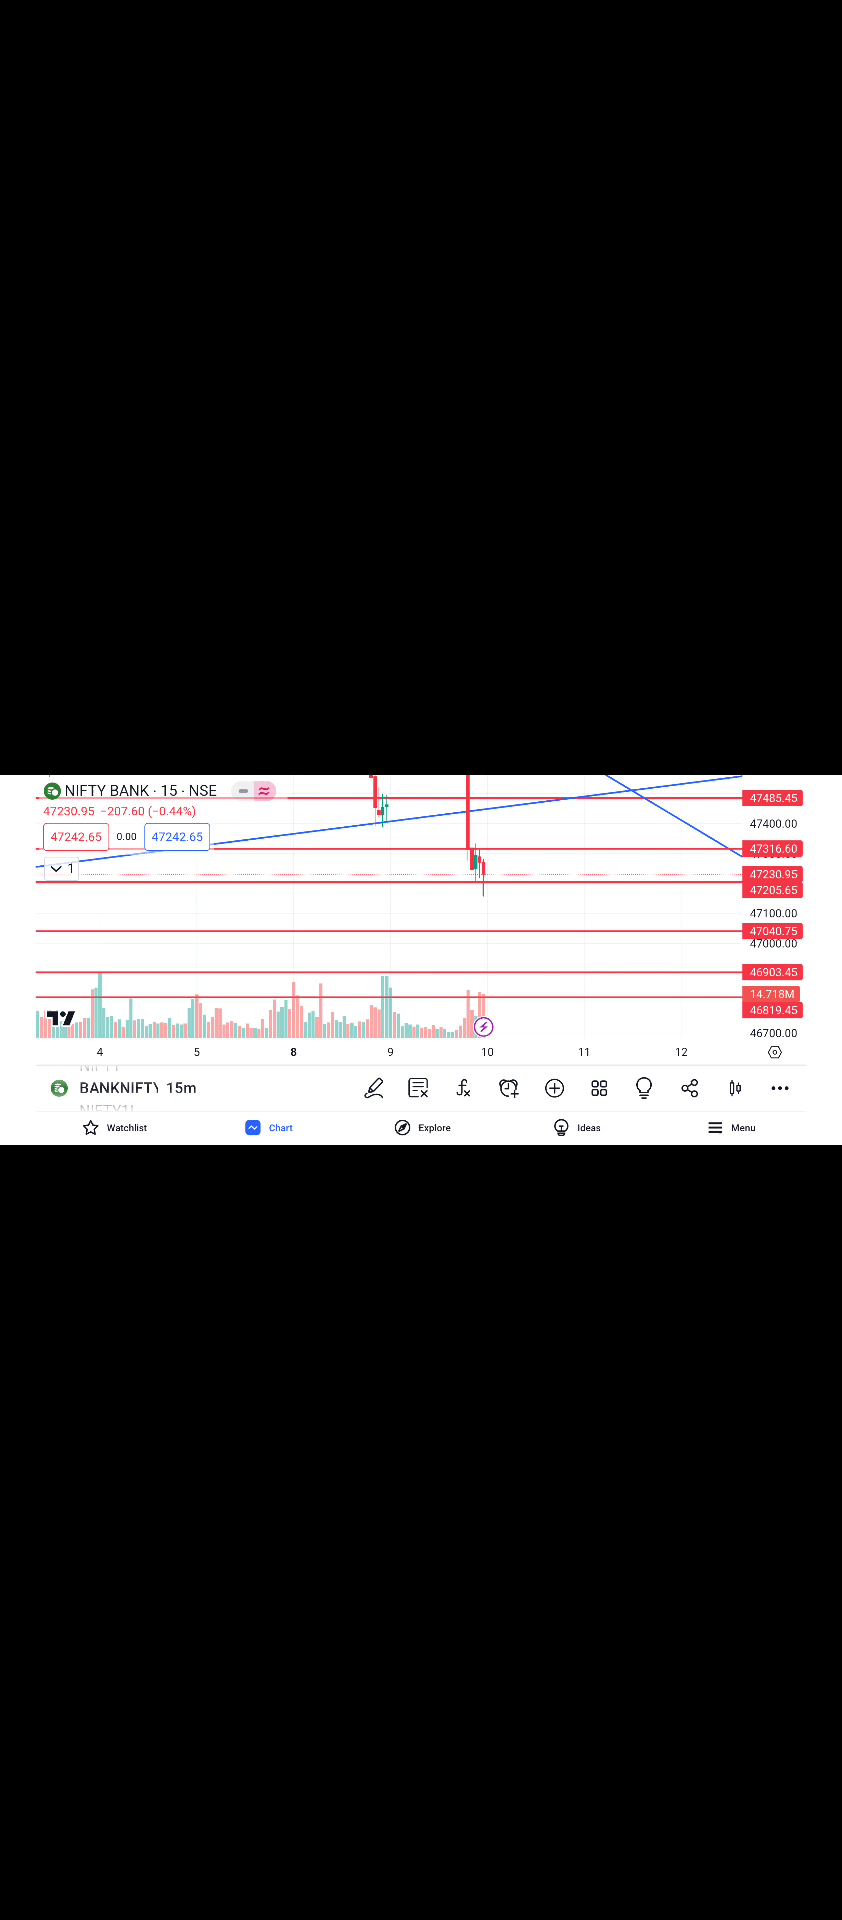 NIFTY BANK · 15 · NSE
47230.95 −207.60 (−0.44%)
47242.65 0.00 47242.65
1
47485.45
47400.00
47316.60
47230.95
47205.65
47100.00
47040.75
47000.00
46903.45
14.718M
46819.45
46700.00
4 5 8 9 10 11 12
BANKNIFTY 15m
Watchlist Chart Explore Ideas Menu